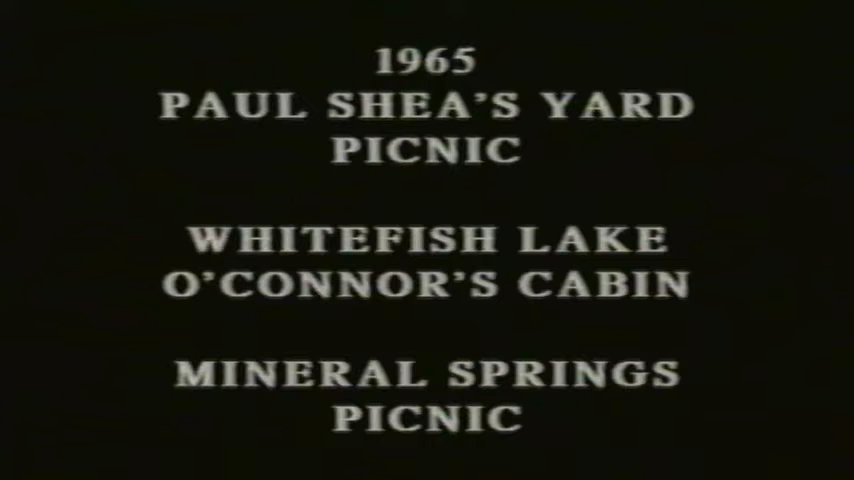 1965
PAUL SHEA'S YARD
PICNIC
WHITEFISH LAKE
O'CONNOR'S CABIN
MINERAL SPRINGS
PICNIC